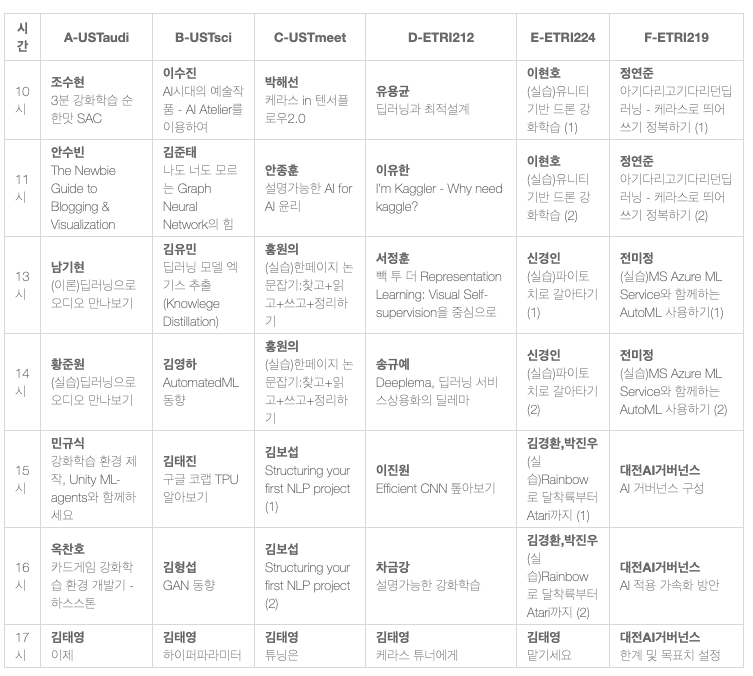 시간
A-USTaudi
B-USTsci
C-USTmeet
D-ETRI212
E-ETRI224
F-ETRI219
10시
조수현
3분 강화학습 순
한맛 SAC
이수진
AI시대의 예술작
품 - AI Atelier를
이용하여
박해선
케라스 in 텐서플
로우2.0
유용균
딥러닝과 최적설계
이현호
(실습)유니티
기반 드론 강
화학습 (1)
정연준
아기다리고기다리던딥
러닝 - 케라스로 띄어
쓰기 정복하기 (1)
11시
안수빈
The Newbie
Guide to
Blogging &
Visualization
김준태
나도 너도 모르
는 Graph
Neural
Network의 힘
안종훈
설명가능한 AI for
AI 윤리
이유한
I'm Kaggler - Why need
kaggle?
이현호
(실습)유니티
기반 드론 강
화학습 (2)
정연준
아기다리고기다리던딥
러닝 - 케라스로 띄어
쓰기 정복하기 (2)
13시
남기현
(이론)딥러닝으로
오디오 만나보기
김유민
딥러닝 모델 엑
기스 추출
(Knowlege
Distillation)
홍원의
(실습)한페이지 논
문잡기:찾고+읽
고+쓰고+정리하
기
서정훈
빽 투 더 Representation
Learning: Visual Self-
supervision을 중심으로
신경인
(실습)파이토
치로 갈아타기
(1)
전미정
(실습)MS Azure ML
Service와 함께하는
AutoML 사용하기(1)
14시
황준원
(실습)딥러닝으로
오디오 만나보기
김영하
AutomatedML
동향
홍원의
(실습)한페이지 논
문잡기:찾고+읽
고+쓰고+정리하
기
송규예
Deeplema, 딥러닝 서비
스상용화의 딜레마
신경인
(실습)파이토
치로 갈아타기
(2)
전미정
(실습)MS Azure ML
Service와 함께하는
AutoML 사용하기 (2)
15시
민규식
강화학습 환경 제
작, Unity ML-
agents와 함께하
세요
김태진
구글 코랩 TPU
알아보기
김보섭
Structuring your
first NLP project
(1)
이진원
Efficient CNN 톺아보기
김경환,박진우
(실
습)Rainbow
로 달착륙부터
Atari까지 (1)
대전AI거버넌스
AI 거버넌스 구성
16시
옥찬호
카드게임 강화학
습 환경 개발기 -
하스스톤
김형섭
GAN 동향
김보섭
Structuring your
first NLP project
(2)
차금강
설명가능한 강화학습
김경환,박진우
(실
습)Rainbow
로 달착륙부터
Atari까지 (2)
대전AI거버넌스
AI 적용 가속화 방안
17시
김태영
이제
김태영
하이퍼파라미터
김태영
튜닝은
김태영
케라스 튜너에게
김태영
맡기세요
대전AI거버넌스
한계 및 목표치 설정